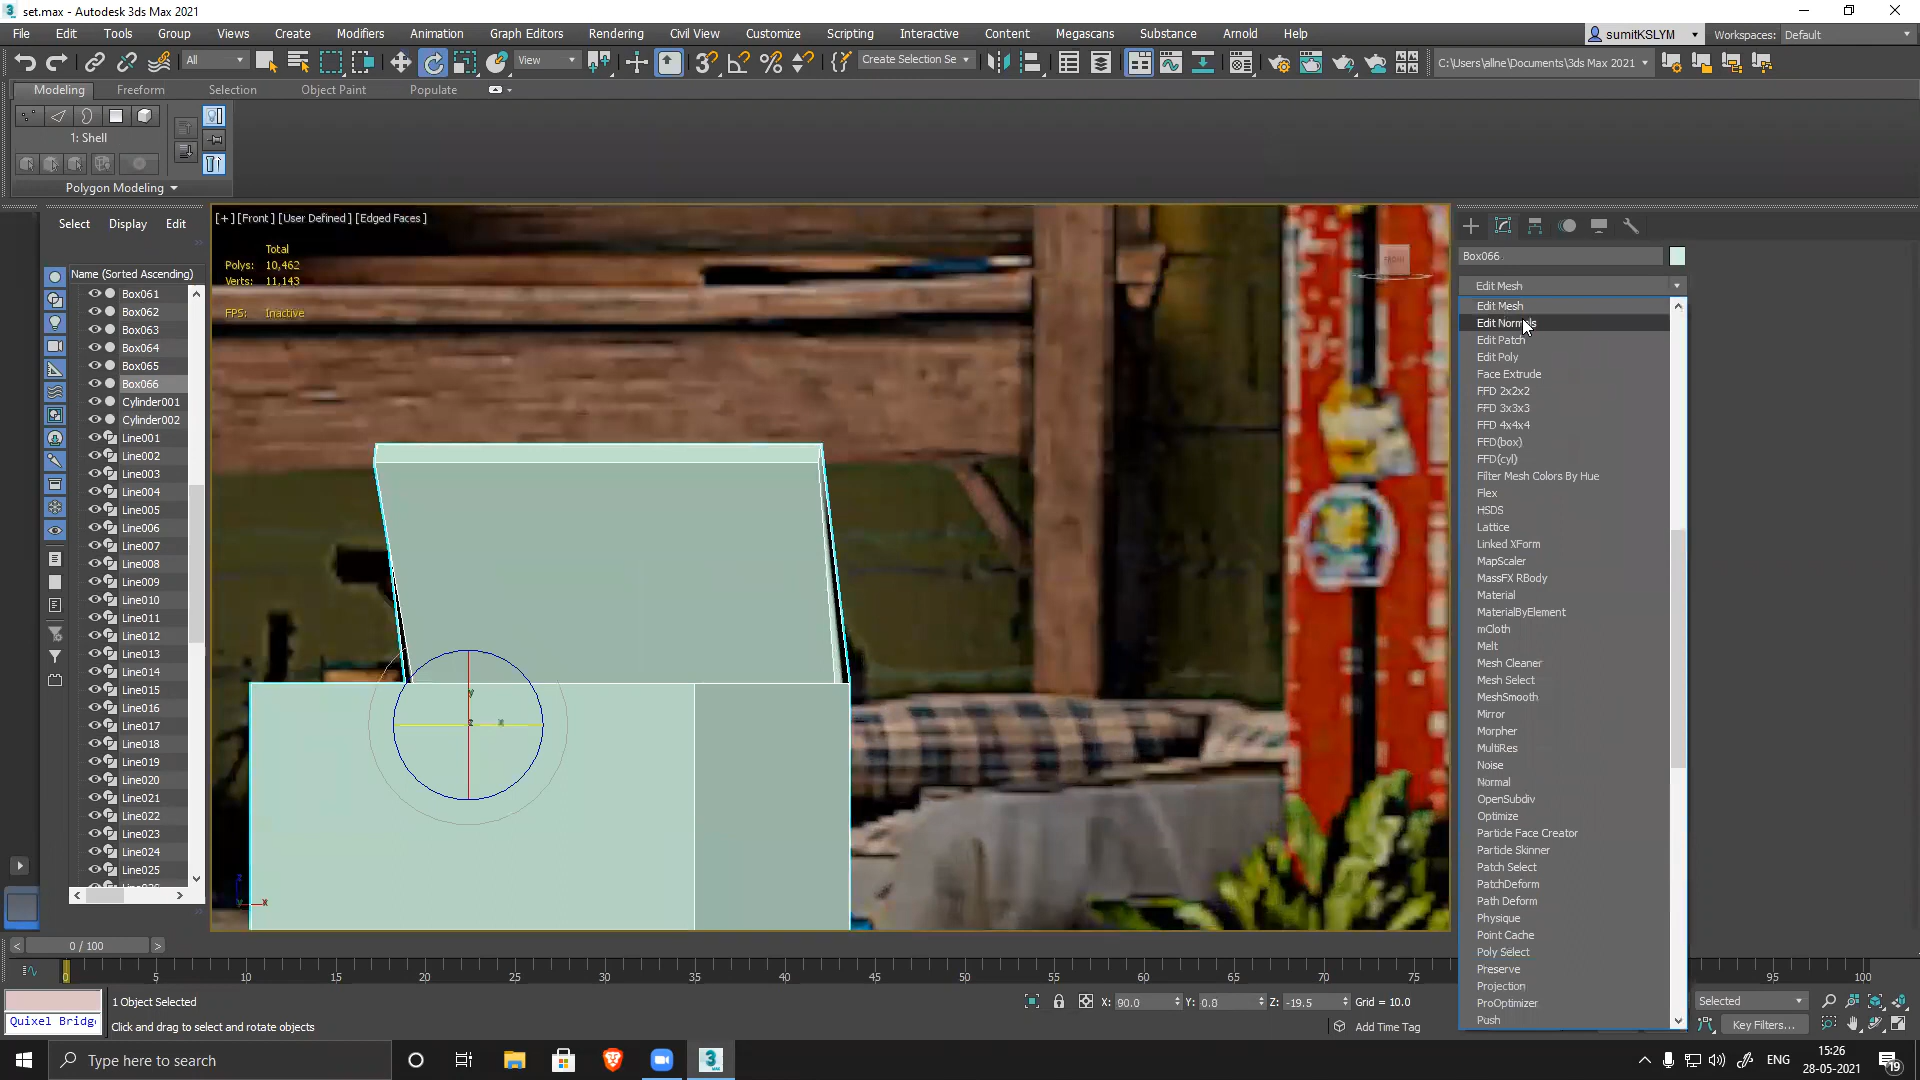 set.max - Autodesk 3ds Max 2021
File Edit Tools Group Views Create Modifiers Animation Graph Editors Rendering Civil View Customize Scripting Interactive Content Megascans Substance Arnold Help
sumitKSLYM Workspaces: Default
All View Create Selection Se C:\Users\allne\Documents\3ds Max 2021
Modeling Freeform Selection Object Paint Populate
1: Shell
Polygon Modeling
Select Display Edit
[+] [Front] [User Defined] [Edged Faces]
Total
Polys: 10,462
Verts: 11,143
FPS: Inactive
FRONT
Name (Sorted Ascending)
Box061
Box062
Box063
Box064
Box065
Box066
Cylinder001
Cylinder002
Line001
Line002
Line003
Line004
Line005
Line006
Line007
Line008
Line009
Line010
Line011
Line012
Line013
Line014
Line015
Line016
Line017
Line018
Line019
Line020
Line021
Line022
Line023
Line024
Line025
Box066
Edit Mesh
Edit Mesh
Edit Normals
Edit Patch
Edit Poly
Face Extrude
FFD 2x2x2
FFD 3x3x3
FFD 4x4x4
FFD(box)
FFD(cyl)
Filter Mesh Colors By Hue
Flex
HSDS
Lattice
Linked XForm
MapScaler
MassFX RBody
Material
MaterialByElement
mCloth
Melt
Mesh Cleaner
Mesh Select
MeshSmooth
Mirror
Morpher
MultiRes
Noise
Normal
OpenSubdiv
Optimize
Particle Face Creator
Particle Skinner
Patch Select
PatchDeform
Path Deform
Physique
Point Cache
Poly Select
Preserve
Projection
ProOptimizer
Push
y
z x
z
y x
0 / 100
0 5 10 15 20 25 30 35 40 45 50 55 60 65 70 75 95 100
1 Object Selected
X: 90.0 Y: 0.0 Z: -19.5 Grid = 10.0
Selected
Quixel Bridg
Click and drag to select and rotate objects
Add Time Tag
Key Filters...
Type here to search
ENG
15:26
28-05-2021
19